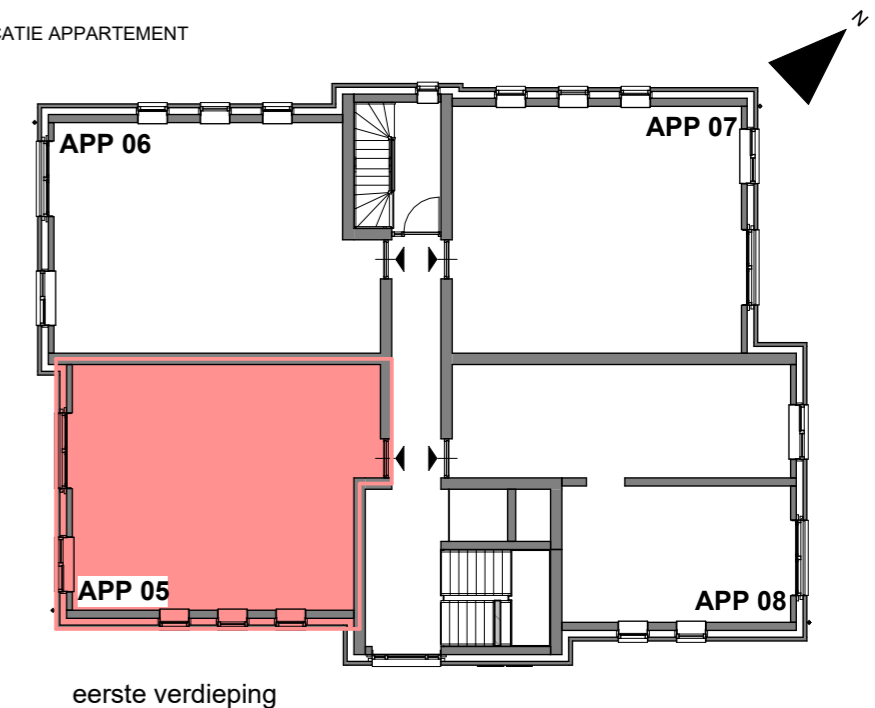 CATIE APPARTEMENT
N
APP 06
APP 07
APP 05
APP 08
eerste verdieping